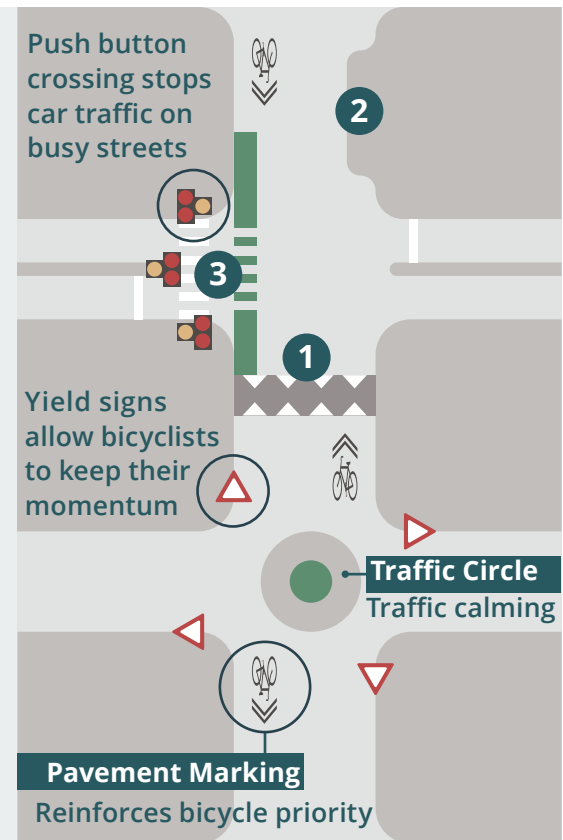 Push button
crossing stops
car traffic on
busy streets
2
3
1
Yield signs
allow bicyclists
to keep their
momentum
Traffic Circle
Traffic calming
Pavement Marking
Reinforces bicycle priority